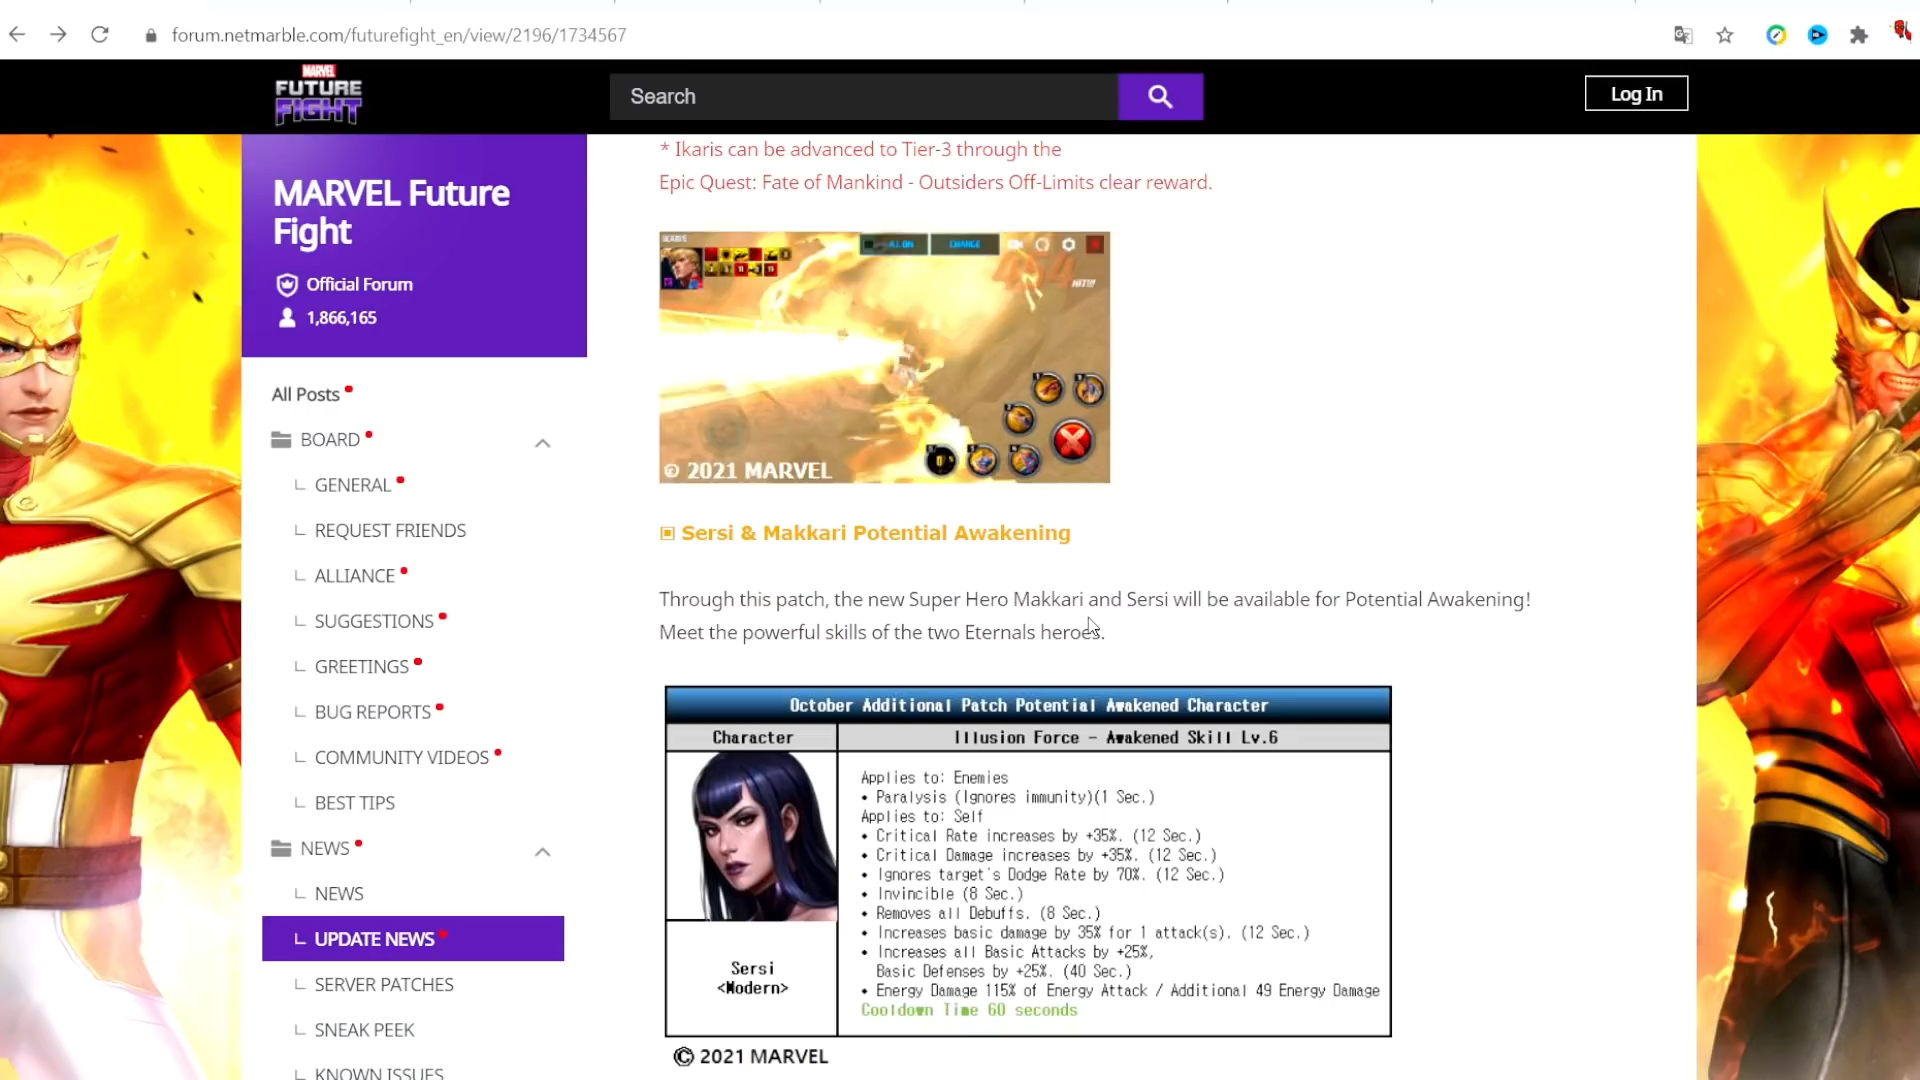 forum.netmarble.com/futurefight_en/view/2196/1734567
MARVEL
FUTURE
FIGHT
Search
Log In
MARVEL Future
Fight
Official Forum
1,866,165
All Posts
BOARD
GENERAL
REQUEST FRIENDS
ALLIANCE
SUGGESTIONS
GREETINGS
BUG REPORTS
COMMUNITY VIDEOS
BEST TIPS
NEWS
NEWS
UPDATE NEWS
SERVER PATCHES
SNEAK PEEK
KNOWN ISSUES
* Ikaris can be advanced to Tier-3 through the
Epic Quest: Fate of Mankind - Outsiders Off-Limits clear reward.
A.I. ON
CHANGE
HIT!!!
© 2021 MARVEL
▣ Sersi & Makkari Potential Awakening
Through this patch, the new Super Hero Makkari and Sersi will be available for Potential Awakening!
Meet the powerful skills of the two Eternals heroes.
October Additional Patch Potential Awakened Character
Character
Illusion Force - Awakened Skill Lv.6
Applies to: Enemies
• Paralysis (Ignores immunity)(1 Sec.)
Applies to: Self
• Critical Rate increases by +35%. (12 Sec.)
• Critical Damage increases by +35%. (12 Sec.)
• Ignores target's Dodge Rate by 70%. (12 Sec.)
• Invincible (8 Sec.)
• Removes all Debuffs. (8 Sec.)
• Increases basic damage by 35% for 1 attack(s). (12 Sec.)
• Increases all Basic Attacks by +25%,
Basic Defenses by +25%. (40 Sec.)
• Energy Damage 115% of Energy Attack / Additional 49 Energy Damage
Cooldown Time 60 seconds
Sersi
<Modern>
© 2021 MARVEL